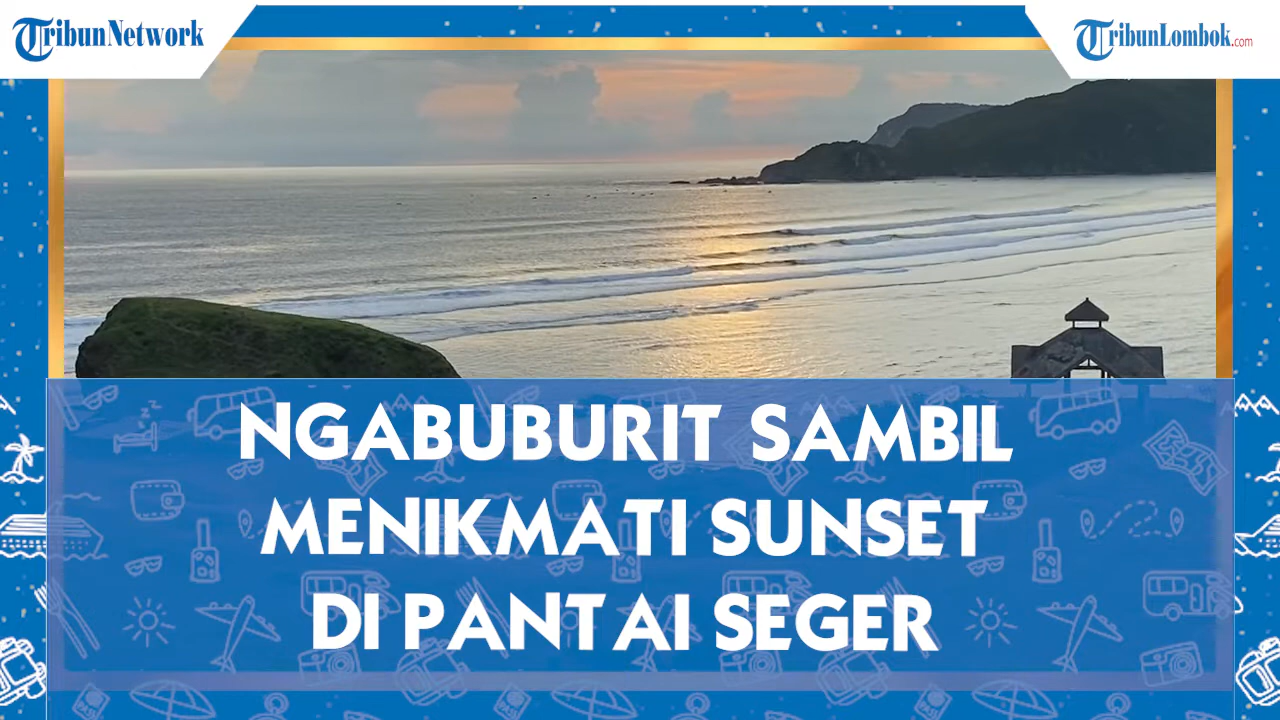 TribunNetwork
TribunLombok.com
NGABUBURIT SAMBIL
MENIKMATI SUNSET
DI PANTAI SEGER